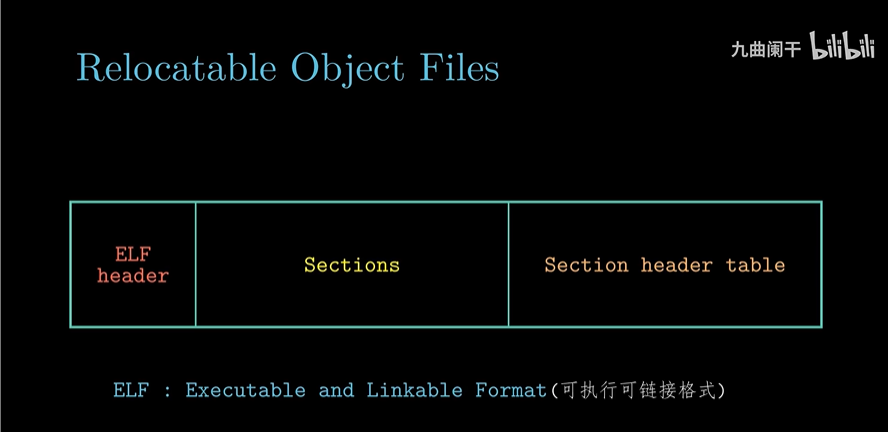 Relocatable Object Files
九曲阑干 bilibili
ELF
header
Sections
Section header table
ELF : Executable and Linkable Format(可执行可链接格式)